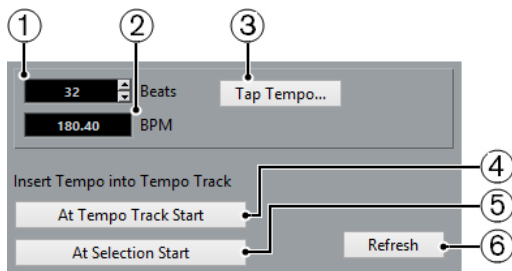 1 2 3
32 Beats Tap Tempo...
180.40 BPM
Insert Tempo into Tempo Track
At Tempo Track Start 4
At Selection Start 5
Refresh 6